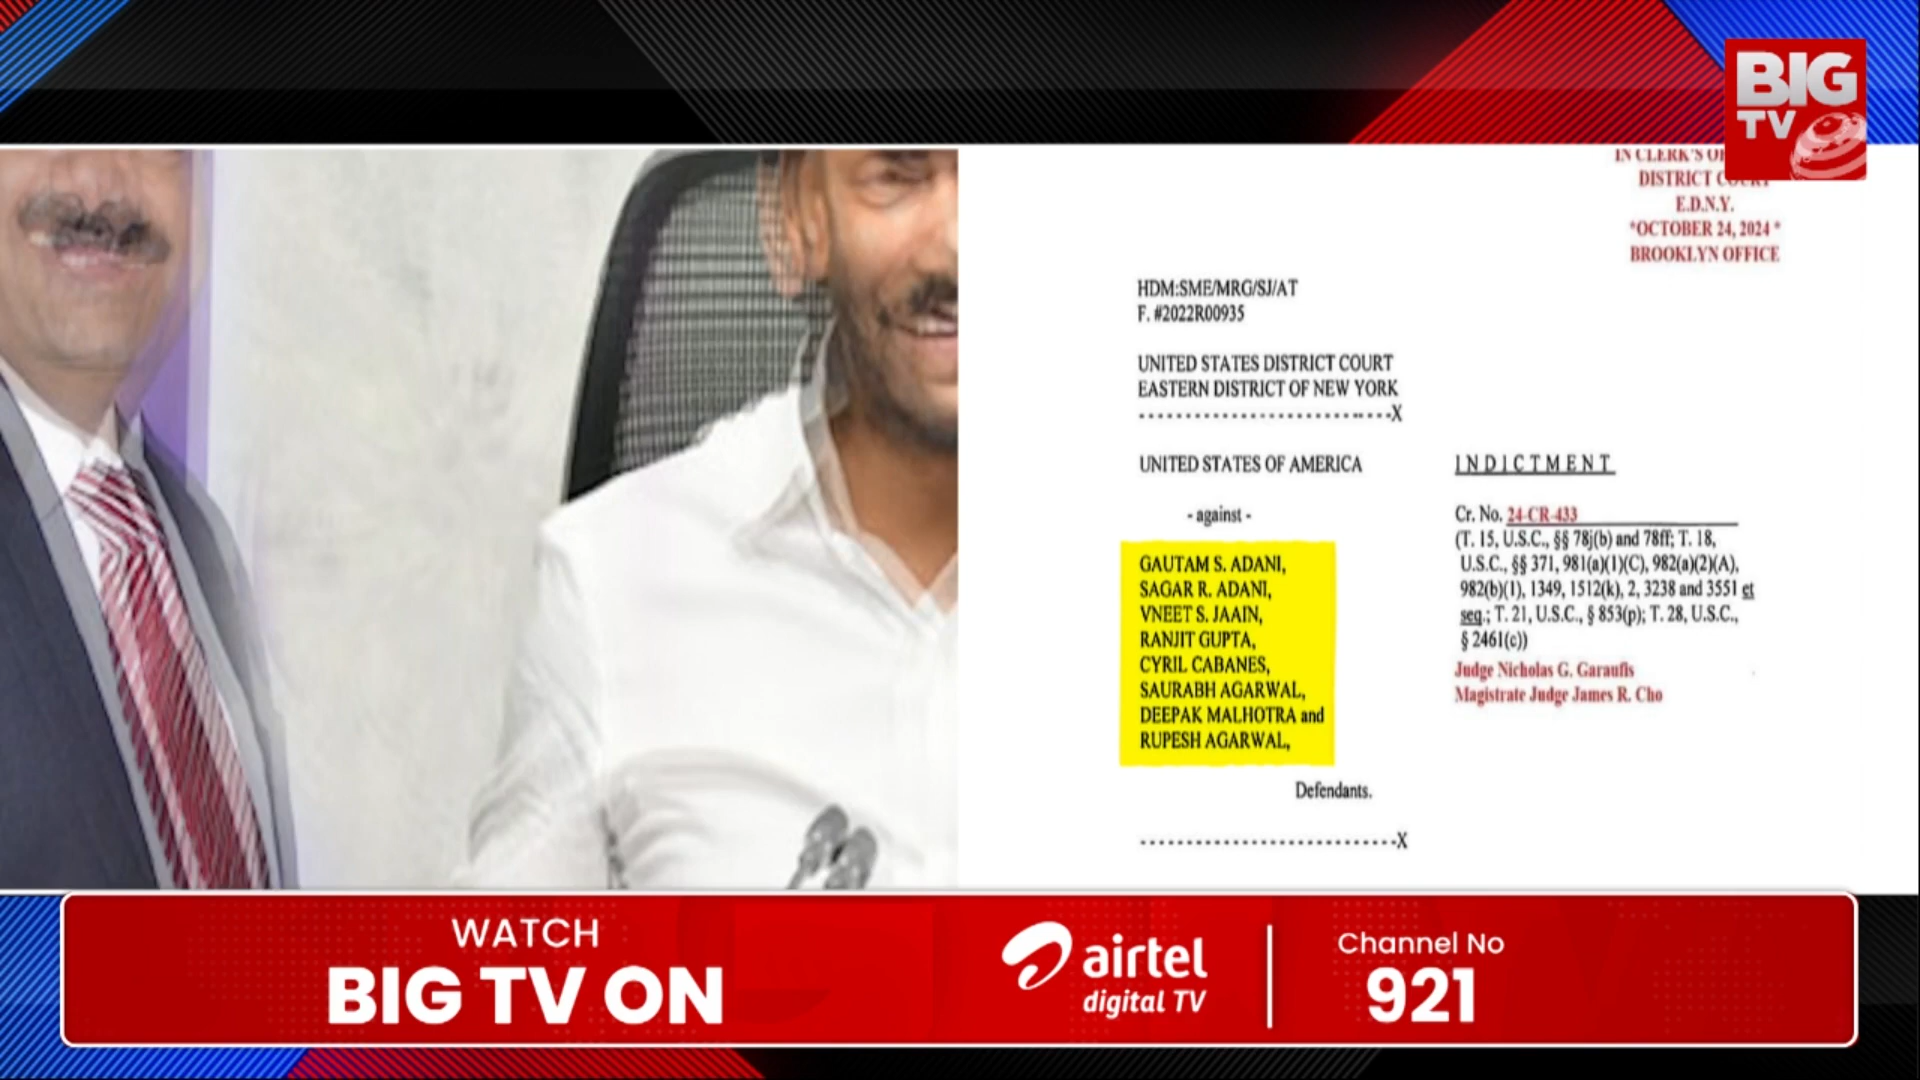 BIG
TV
IN CLERK'S
DISTRICT COURT
E.D.N.Y.
*OCTOBER 24, 2024 *
BROOKLYN OFFICE
HDM:SME/MRG/SJ/AT
F. #2022R00935
UNITED STATES DISTRICT COURT
EASTERN DISTRICT OF NEW YORK
---------------------------X
UNITED STATES OF AMERICA
- against -
GAUTAM S. ADANI,
SAGAR R. ADANI,
VNEET S. JAAIN,
RANJIT GUPTA,
CYRIL CABANES,
SAURABH AGARWAL,
DEEPAK MALHOTRA and
RUPESH AGARWAL,
Defendants.
---------------------------X
INDICTMENT
Cr. No. 24-CR-433
(T. 15, U.S.C., §§ 78j(b) and 78ff; T. 18,
U.S.C., §§ 371, 981(a)(1)(C), 982(a)(2)(A),
982(b)(1), 1349, 1512(k), 2, 3238 and 3551 et
seq.; T. 21, U.S.C., § 853(p); T. 28, U.S.C.,
§ 2461(c))
Judge Nicholas G. Garaufis
Magistrate Judge James R. Cho
WATCH
BIG TV ON
airtel
digital TV
Channel No
921